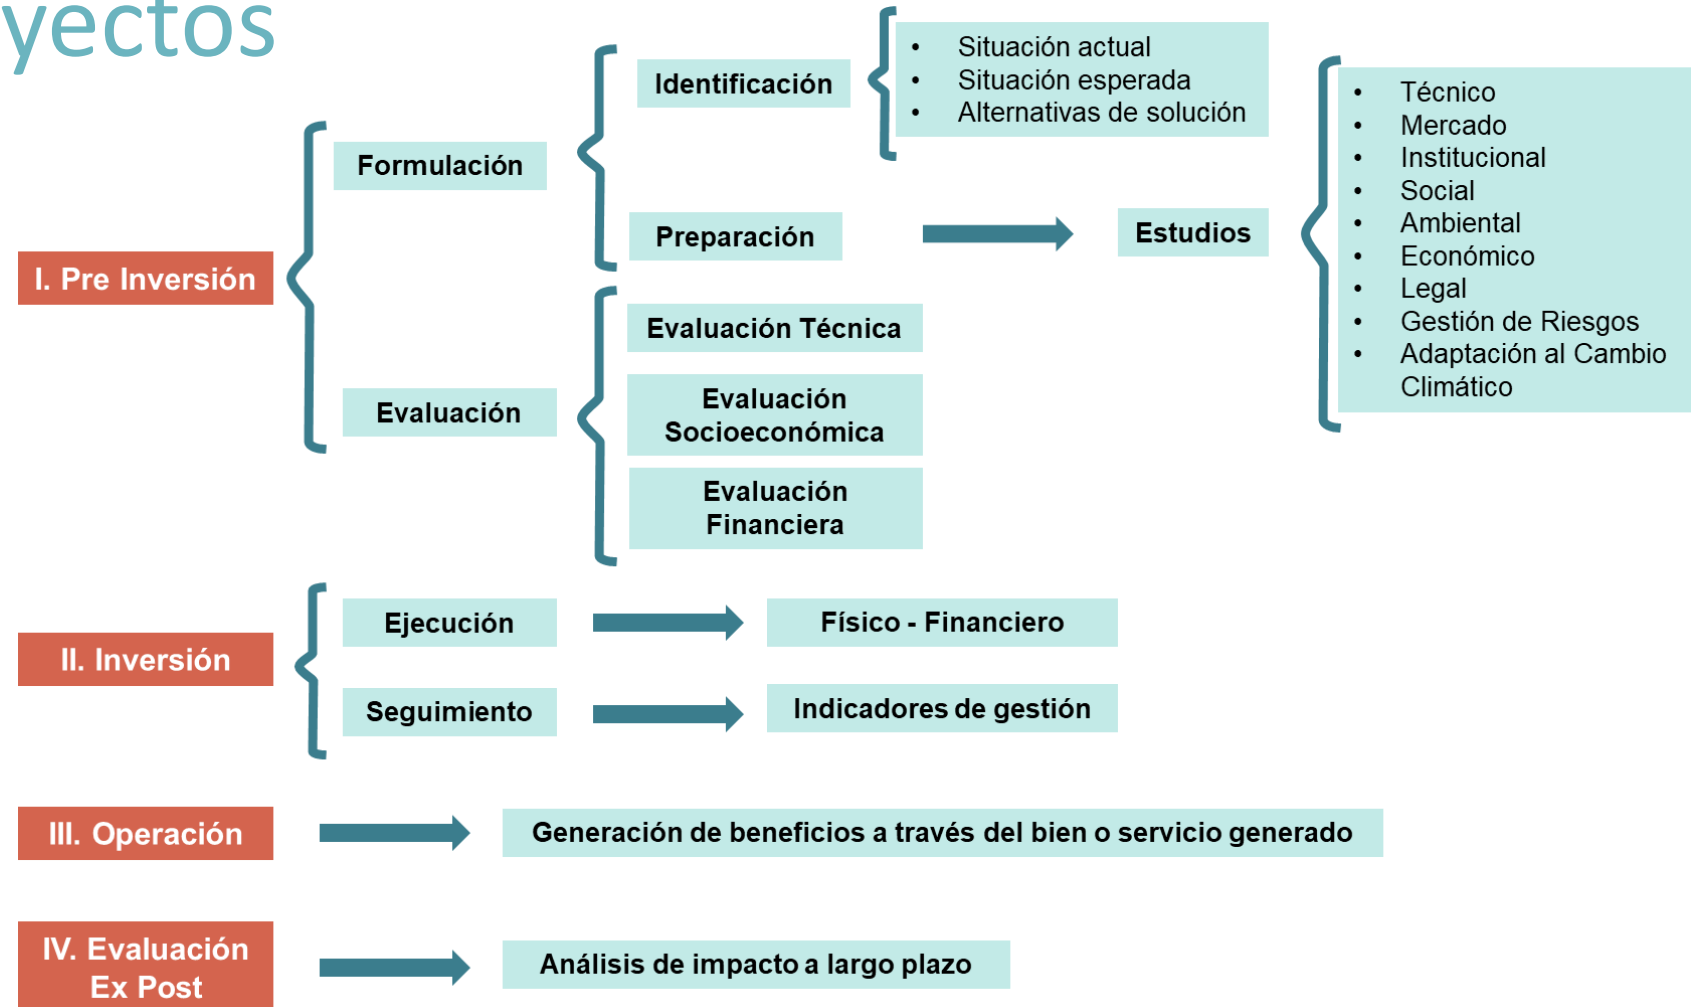 yectos
I. Pre Inversión
Formulación
Identificación
• Situación actual
• Situación esperada
• Alternativas de solución
Preparación
Estudios
• Técnico
• Mercado
• Institucional
• Social
• Ambiental
• Económico
• Legal
• Gestión de Riesgos
• Adaptación al Cambio
Climático
Evaluación
Evaluación Técnica
Evaluación
Socioeconómica
Evaluación
Financiera
II. Inversión
Ejecución
Físico - Financiero
Seguimiento
Indicadores de gestión
III. Operación
Generación de beneficios a través del bien o servicio generado
IV. Evaluación
Ex Post
Análisis de impacto a largo plazo